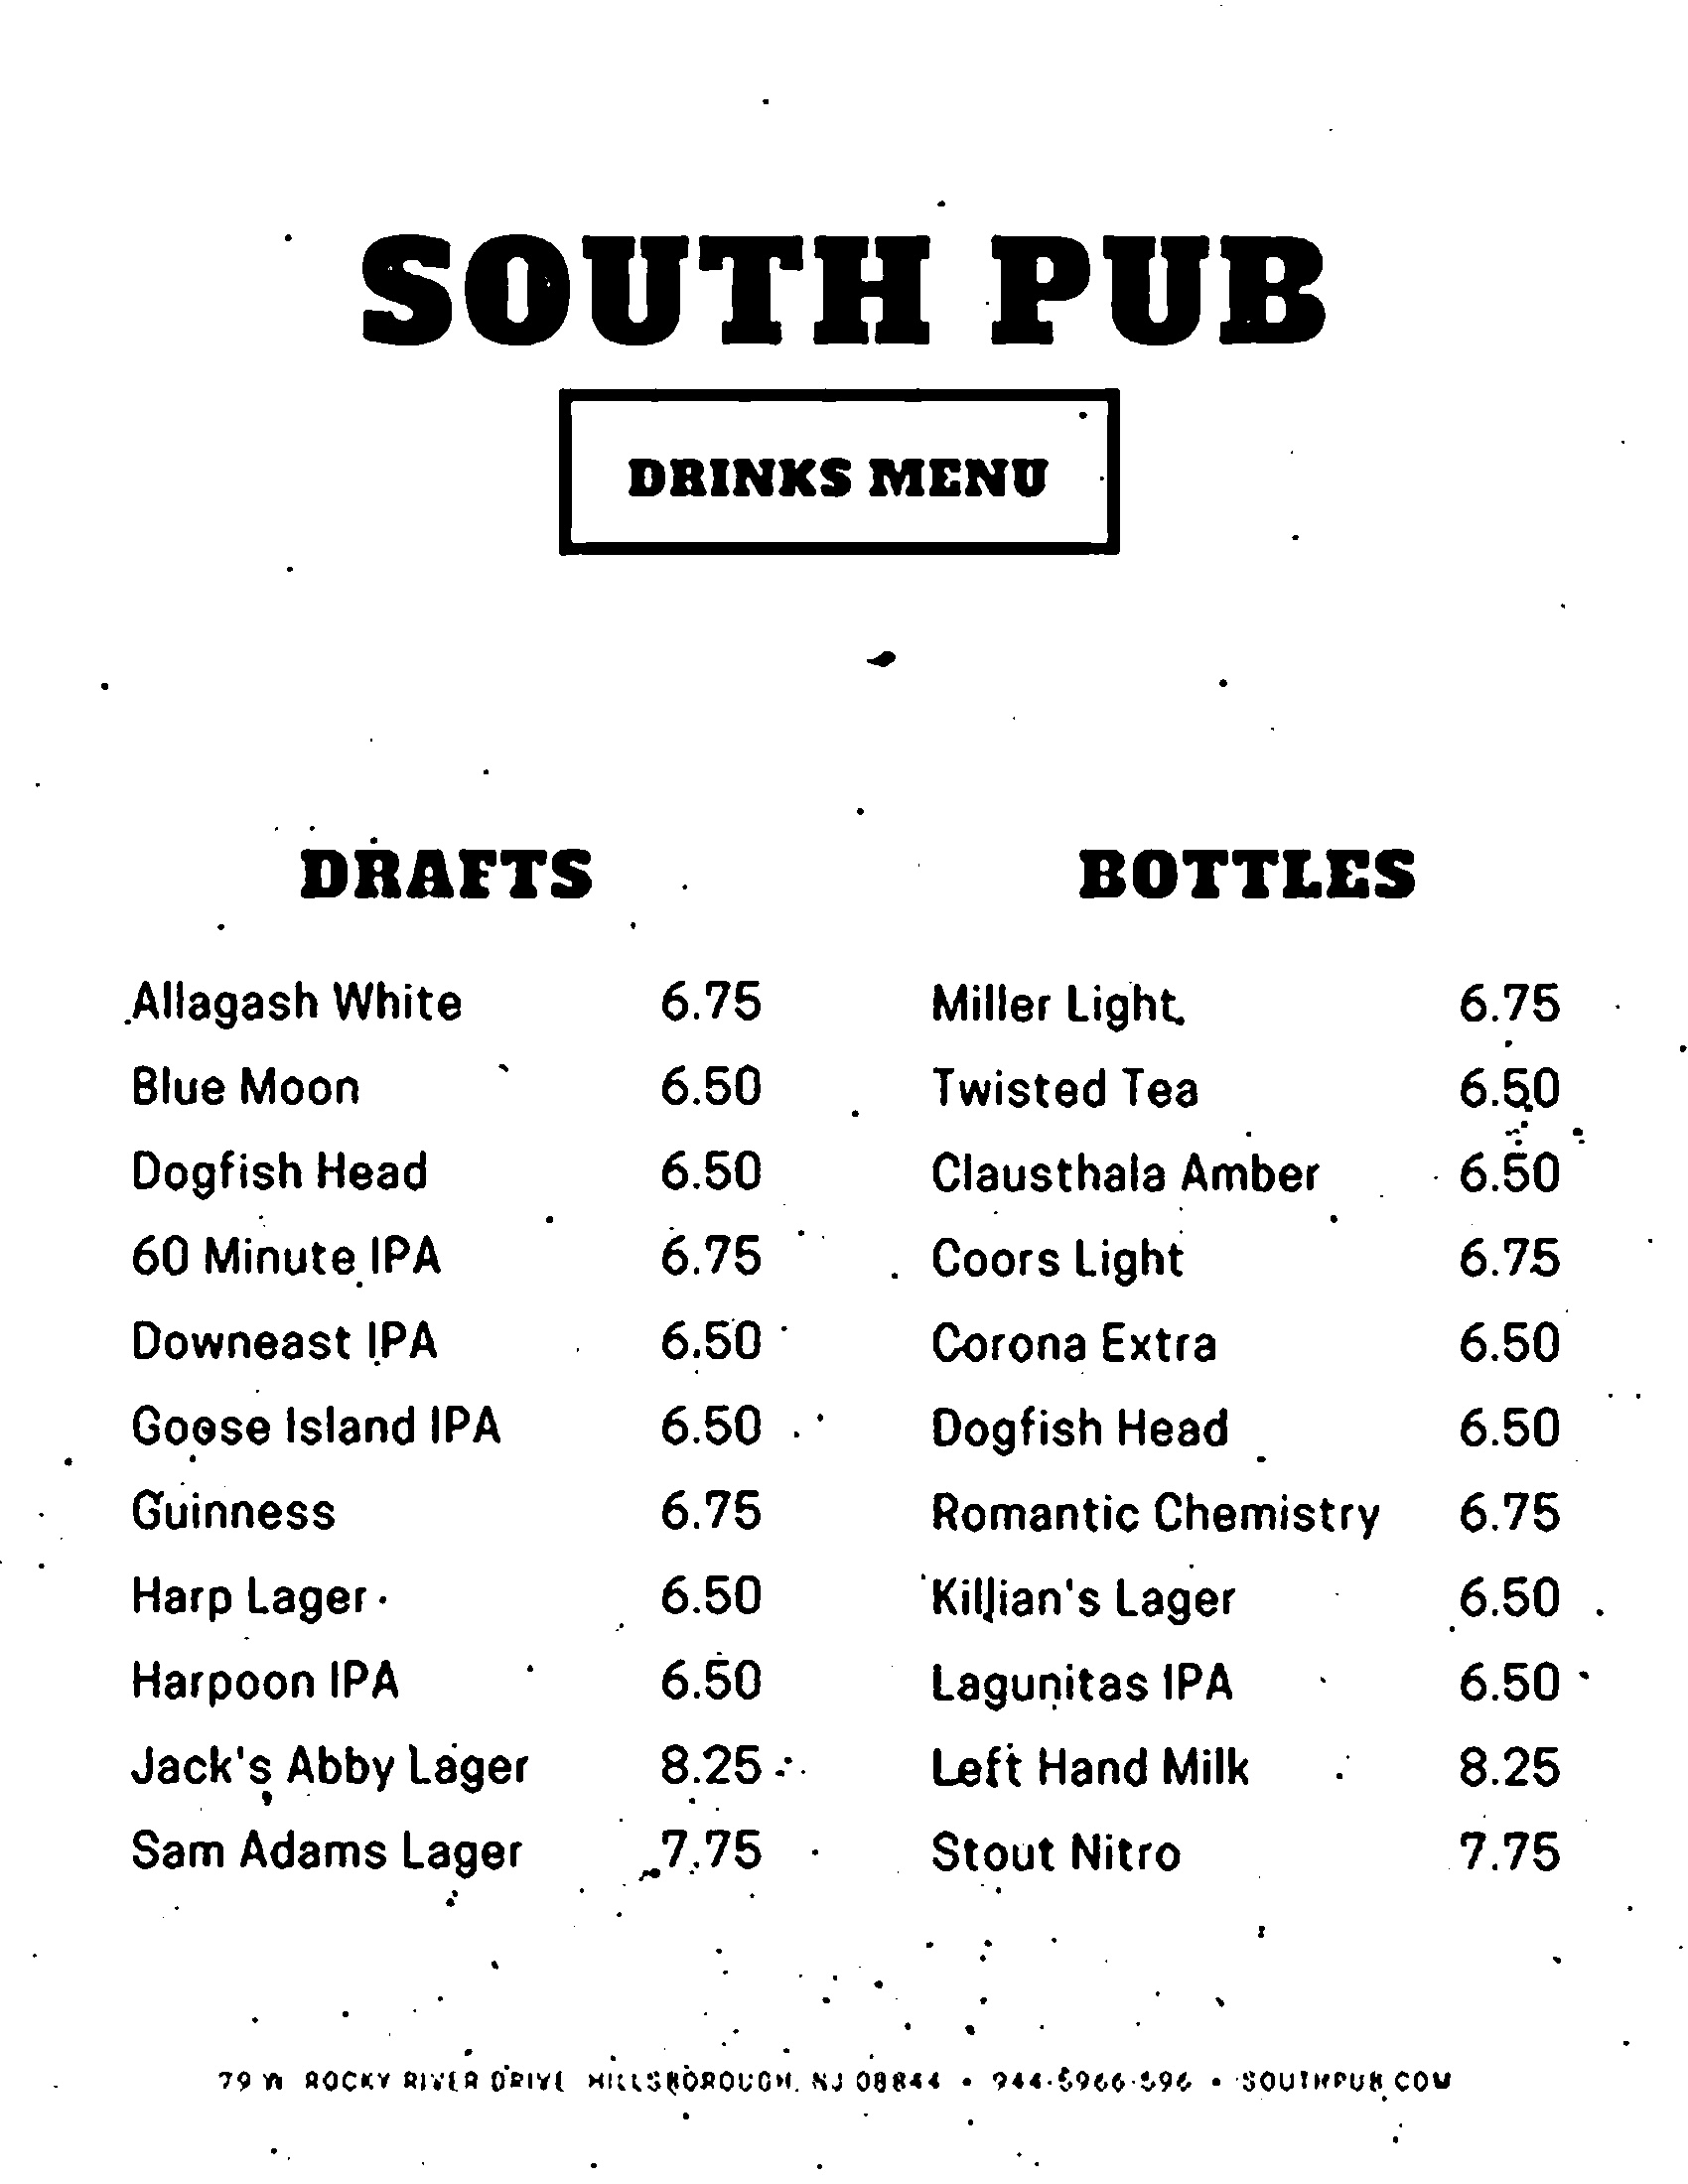 SOUTH PUB
DRINKS MENU
DRAFTS
Allagash White 6.75
Blue Moon 6.50
Dogfish Head 6.50
60 Minute IPA 6.75
Downeast IPA 6.50
Goose Island IPA 6.50
Guinness 6.75
Harp Lager 6.50
Harpoon IPA 6.50
Jack's Abby Lager 8.25
Sam Adams Lager 7.75
BOTTLES
Miller Light 6.75
Twisted Tea 6.50
Clausthala Amber 6.50
Coors Light 6.75
Corona Extra 6.50
Dogfish Head 6.50
Romantic Chemistry 6.75
Killian's Lager 6.50
Lagunitas IPA 6.50
Left Hand Milk 8.25
Stout Nitro 7.75
79 W ROCKY RIVER DRIVE HILLSBOROUGH, NJ 08844 • 944-5966-596 • SOUTHPUB.COM